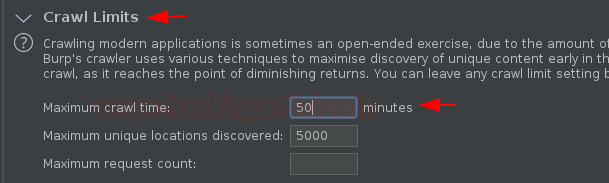 Crawl Limits
Crawling modern applications is sometimes an open-ended exercise, due to the amount of
Burp's crawler uses various techniques to maximise discovery of unique content early in th
crawl, as it reaches the point of diminishing returns. You can leave any crawl limit setting b
Maximum crawl time: 50 minutes
Maximum unique locations discovered: 5000
Maximum request count: